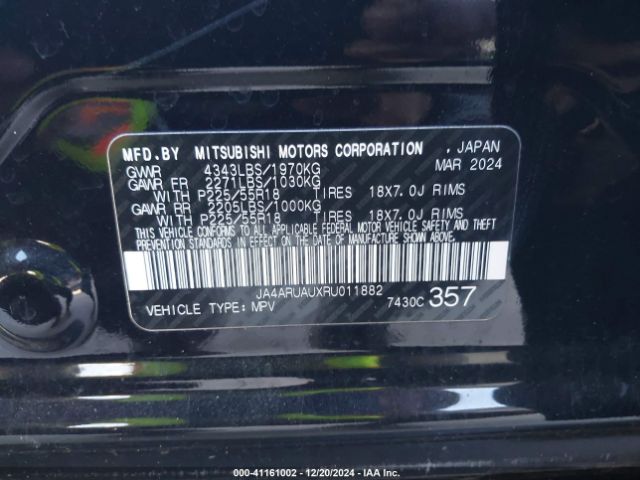 MFD.BY MITSUBISHI MOTORS CORPORATION , JAPAN
GVWR 4343LBS/1970KG MAR 2024
GAWR FR 2271LBS/1030KG
WITH P225/55R18 TIRES 18X7.0J RIMS
GAWR RR 2205LBS/1000KG
WITH P225/55R18 TIRES 18X7.0J RIMS
THIS VEHICLE CONFORMS TO ALL APPLICABLE FEDERAL MOTOR VEHICLE SAFETY AND THEFT
PREVENTION STANDARDS IN EFFECT ON THE DATE OF MANUFACTURE SHOWN ABOVE.
JA4ARUAUXRU011882
VEHICLE TYPE: MPV 7430C 357
000-41161002 - 12/20/2024 - IAA Inc.